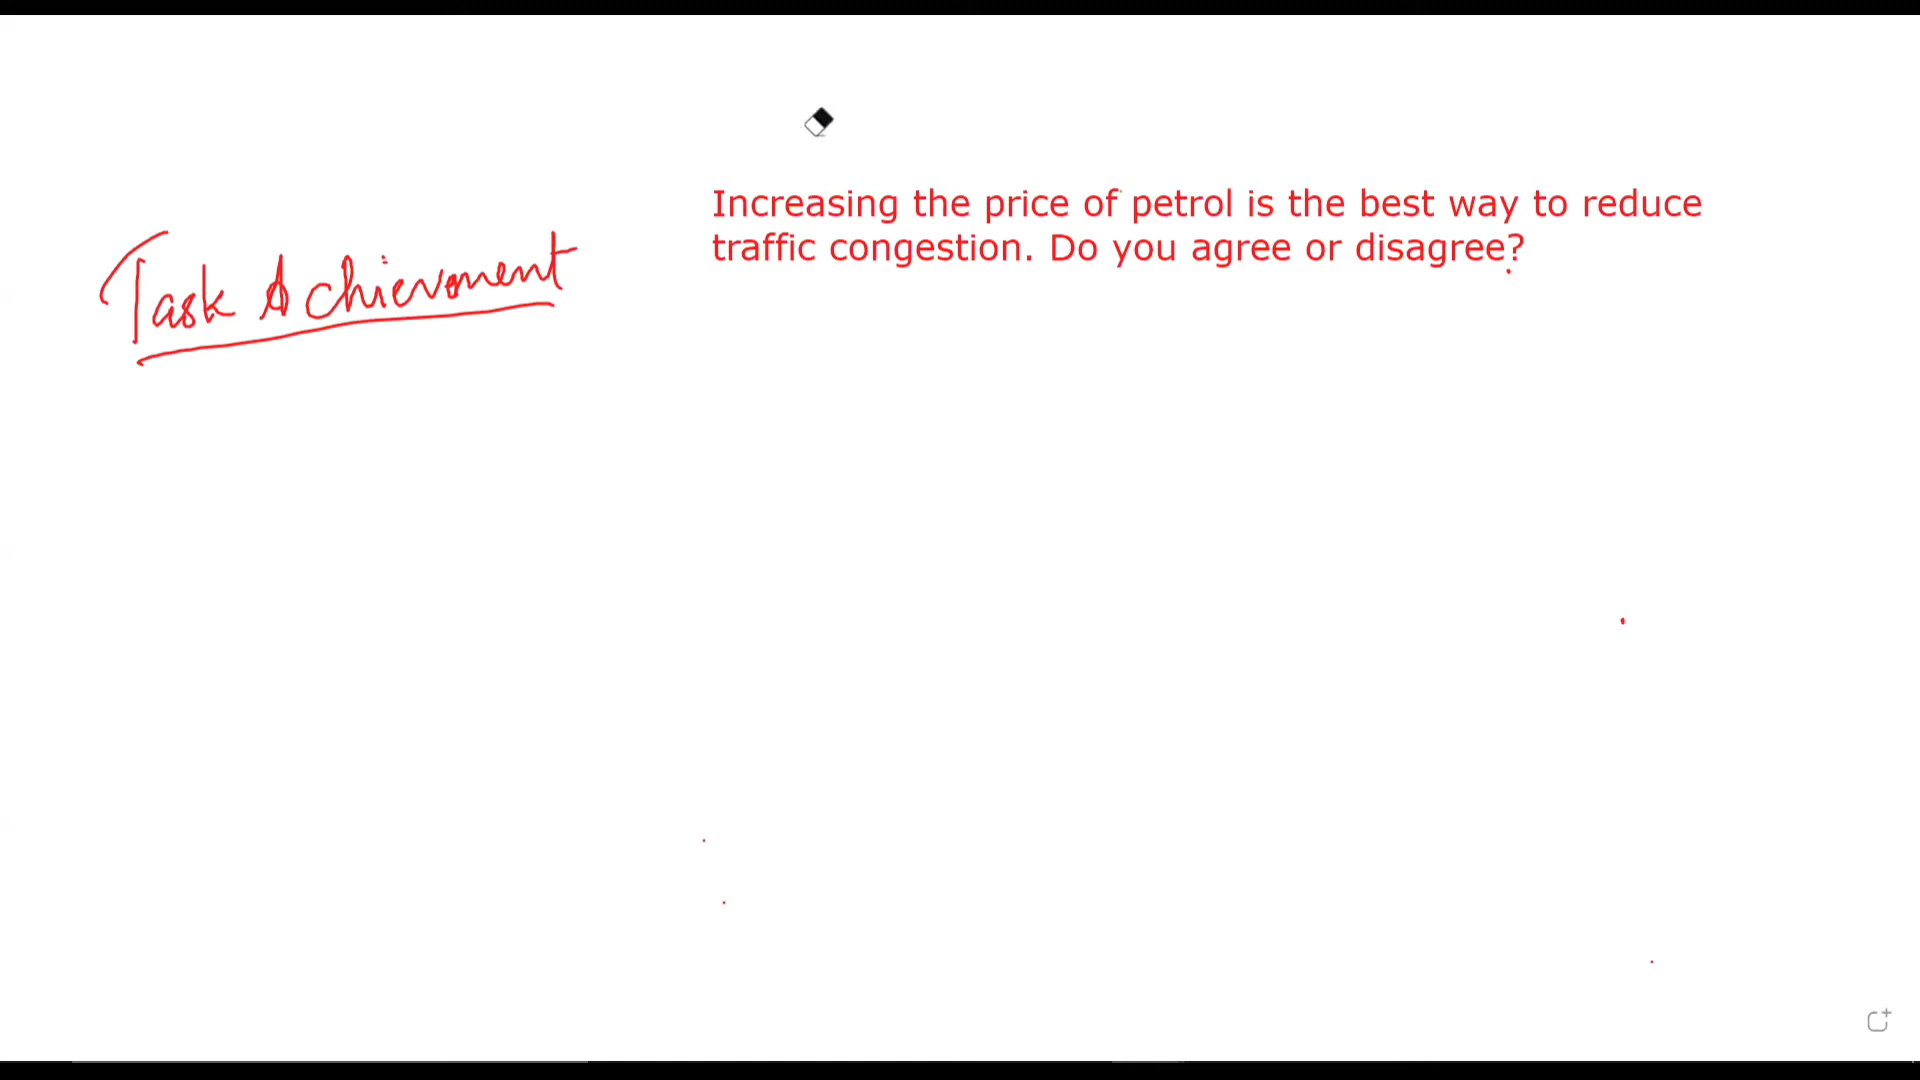 Increasing the price of petrol is the best way to reduce
traffic congestion. Do you agree or disagree?
Task Achievement